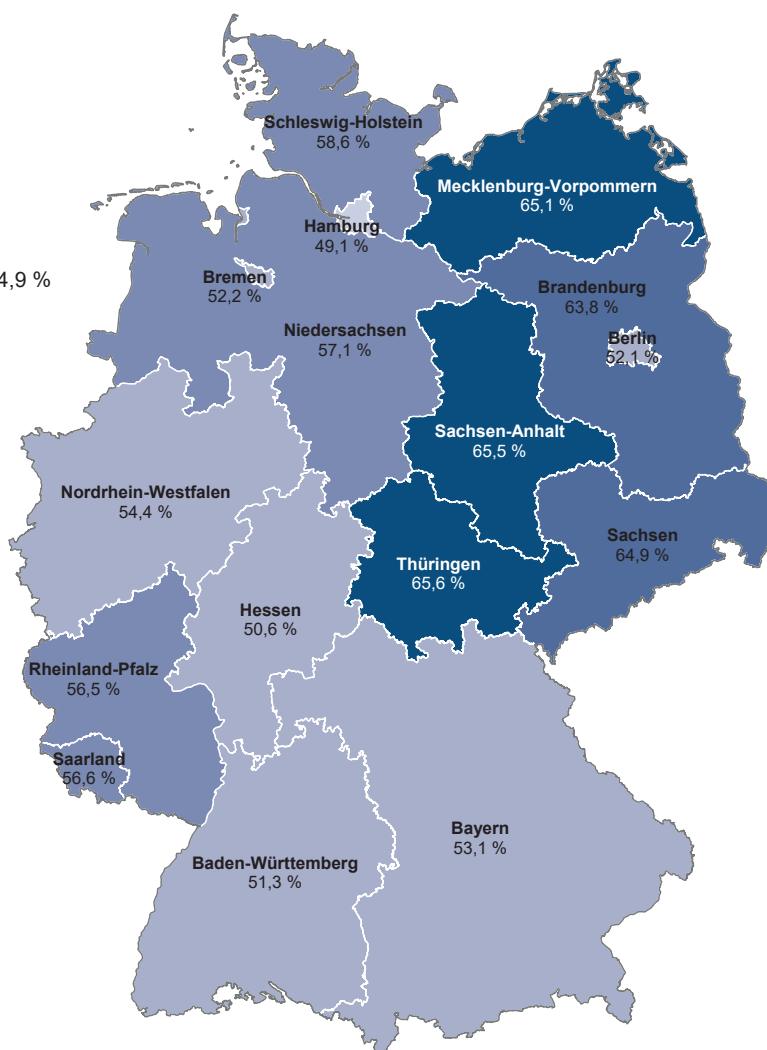 Schleswig-Holstein
58,6 %
Mecklenburg-Vorpommern
65,1 %
Hamburg
49,1 %
4,9 %
Bremen
52,2 %
Brandenburg
63,8 %
Niedersachsen
57,1 %
Berlin
52,1 %
Sachsen-Anhalt
65,5 %
Nordrhein-Westfalen
54,4 %
Sachsen
64,9 %
Thüringen
65,6 %
Hessen
50,6 %
Rheinland-Pfalz
56,5 %
Saarland
56,6 %
Bayern
53,1 %
Baden-Württemberg
51,3 %